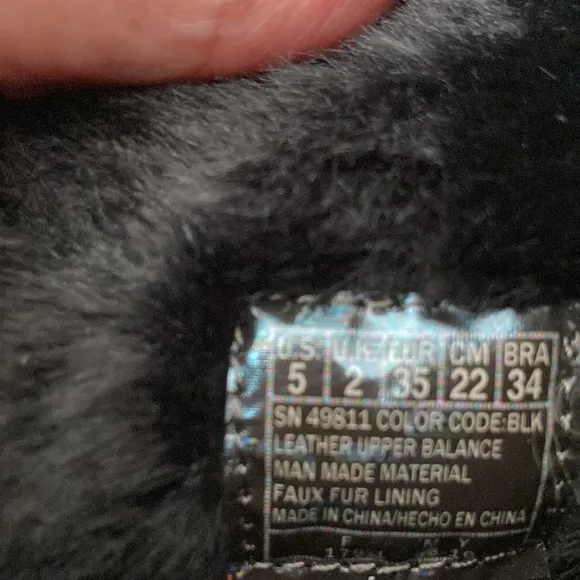 U.S. U.K. EUR CM BRA
5 2 35 22 34
SN 49811 COLOR CODE:BLK
LEATHER UPPER BALANCE
MAN MADE MATERIAL
FAUX FUR LINING
MADE IN CHINA/HECHO EN CHINA